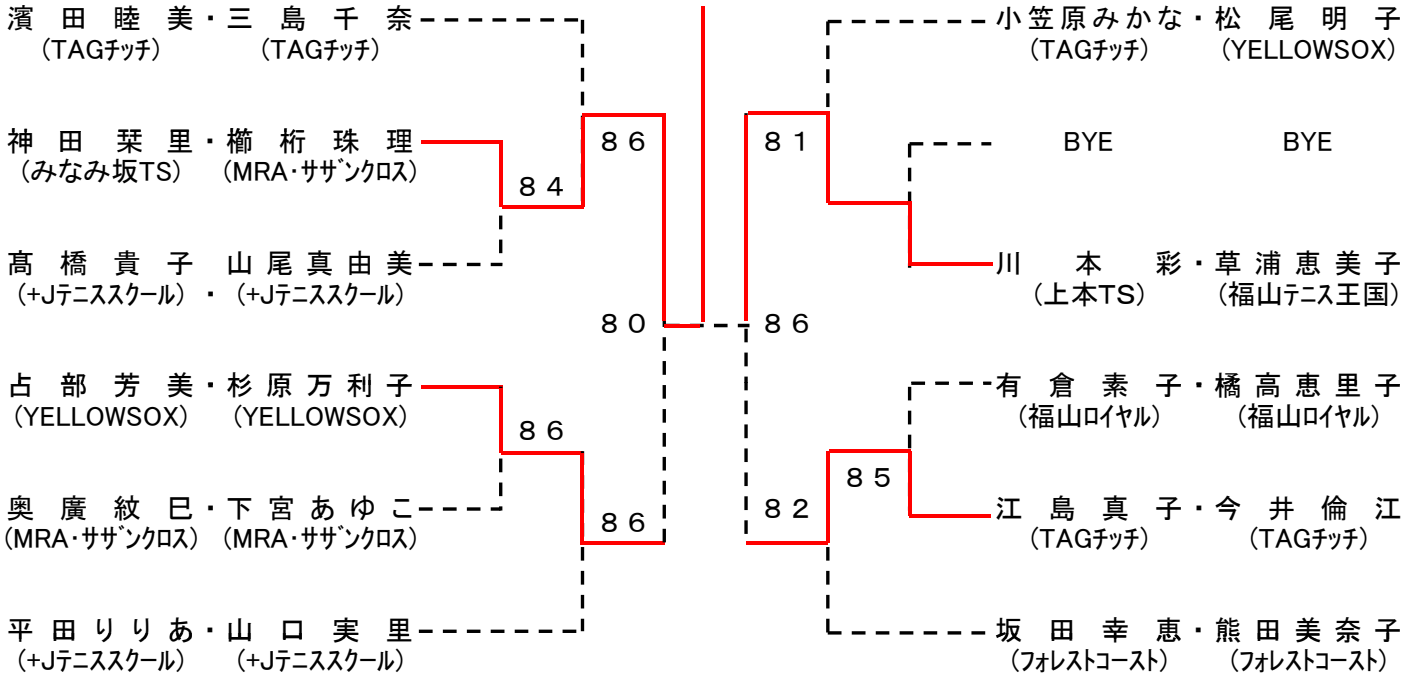 濱田睦美・三島千奈
(TAGチッチ) (TAGチッチ)
86
神田栞里・櫛桁珠理
(みなみ坂TS) (MRA・サザンクロス)
84
髙橋貴子 山尾真由美
(+Jテニススクール) ・ (+Jテニススクール)
80
占部芳美・杉原万利子
(YELLOWSOX) (YELLOWSOX)
86
奥廣紋巳・下宮あゆこ
(MRA・サザンクロス) (MRA・サザンクロス)
86
平田りりあ・山口実里
(+Jテニススクール) (+Jテニススクール)
小笠原みかな・松尾明子
(TAGチッチ) (YELLOWSOX)
81
BYE BYE
川本彩・草浦恵美子
(上本TS) (福山テニス王国)
86
有倉素子・橘高恵里子
(福山ロイヤル) (福山ロイヤル)
85
82
江島真子・今井倫江
(TAGチッチ) (TAGチッチ)
坂田幸恵・熊田美奈子
(フォレストコースト) (フォレストコースト)